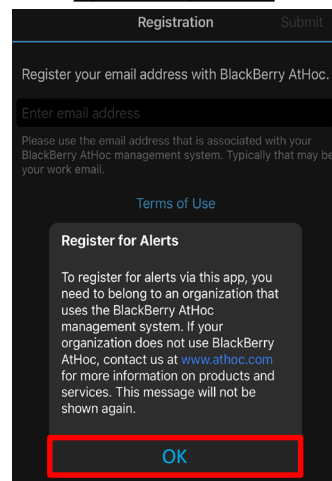 Registration Submit
Register your email address with BlackBerry AtHoc.
Enter email address
Please use the email address that is associated with your
BlackBerry AtHoc management system. Typically that may be
your work email.
Terms of Use
Register for Alerts
To register for alerts via this app, you
need to belong to an organization that
uses the BlackBerry AtHoc
management system. If your
organization does not use BlackBerry
AtHoc, contact us at www.athoc.com
for more information on products and
services. This message will not be
shown again.
OK